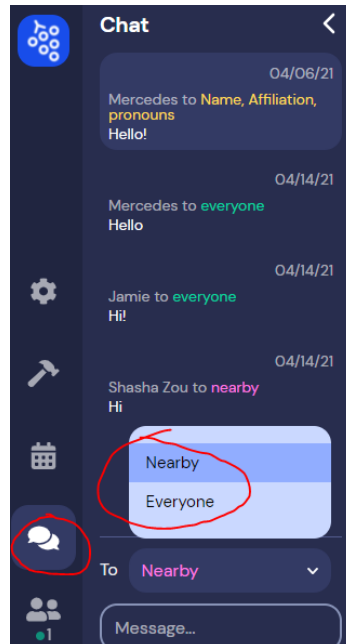 Chat
04/06/21
Mercedes to Name, Affiliation,
pronouns
Hello!
04/14/21
Mercedes to everyone
Hello
04/14/21
Jamie to everyone
Hi!
04/14/21
Shasha Zou to nearby
Hi
Nearby
Everyone
To Nearby
Message...
1